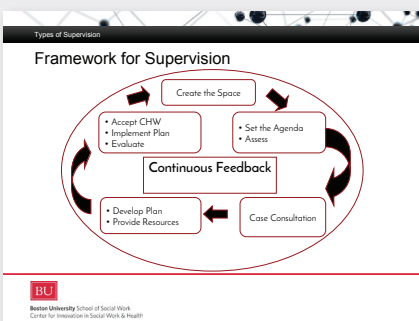 Types of Supervision
Framework for Supervision
Create the Space
• Accept CHW
• Implement Plan
• Evaluate
• Set the Agenda
• Assess
Continuous Feedback
• Develop Plan
• Provide Resources
Case Consultation
BU
Boston University School of Social Work
Center for Innovation in Social Work & Health